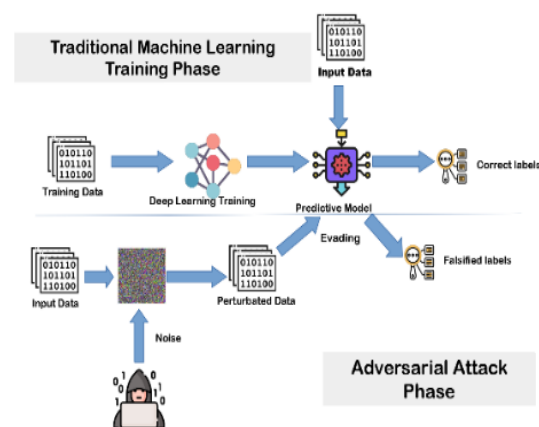 Traditional Machine Learning
Training Phase
010110
101101
110100
Input Data
010110
101101
110100
Training Data
Deep Learning Training
Predictive Model
Correct labels
010110
101101
110100
Input Data
010110
101101
110100
Perturbated Data
Evading
Falsified labels
Noise
Adversarial Attack
Phase